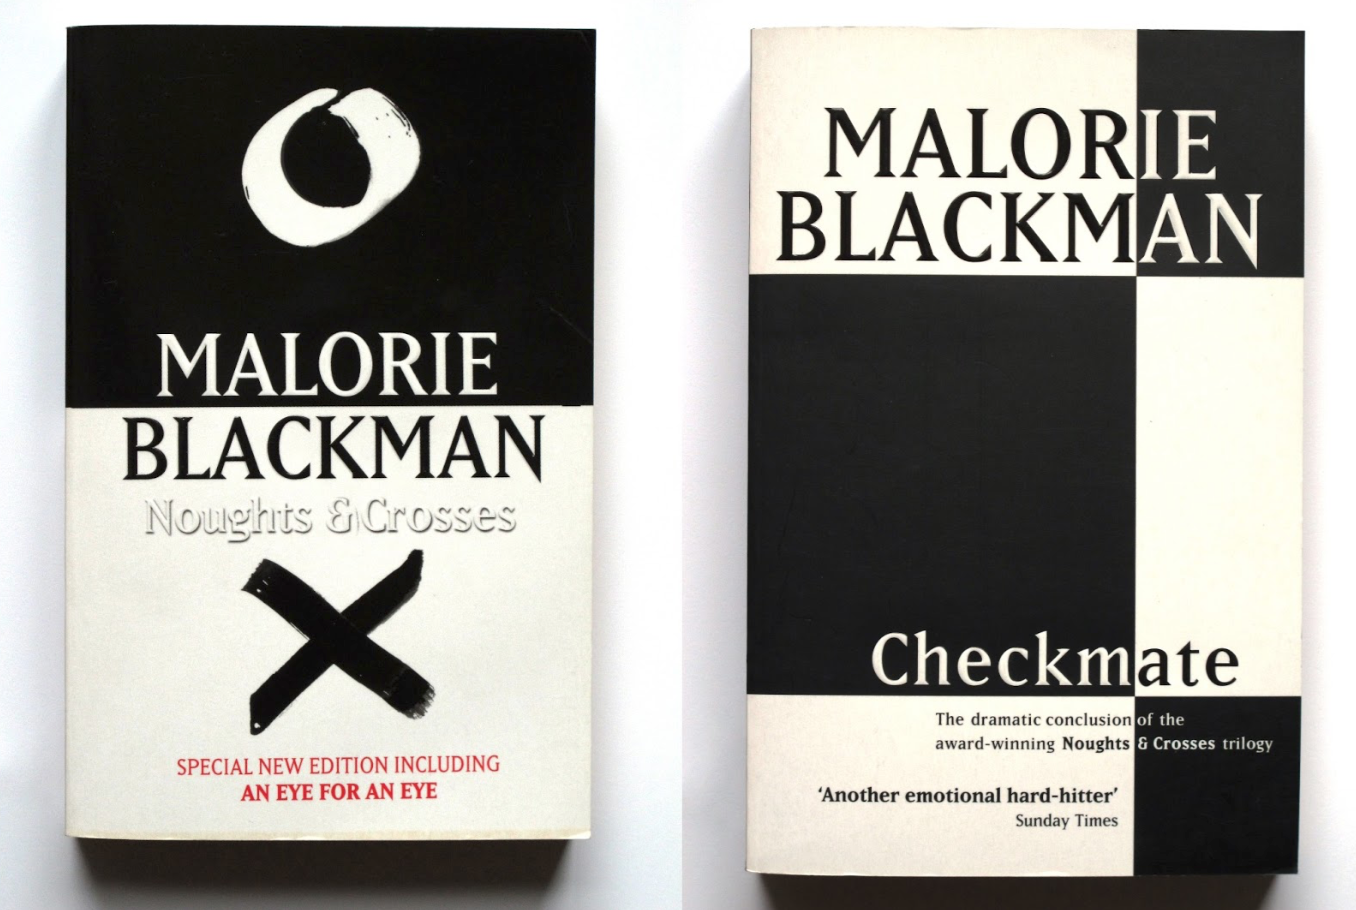 MALORIE
BLACKMAN
Noughts & Crosses
SPECIAL NEW EDITION INCLUDING
AN EYE FOR AN EYE
MALORIE
BLACKMAN
Checkmate
The dramatic conclusion of the
award-winning Noughts & Crosses trilogy
‘Another emotional hard-hitter’
Sunday Times